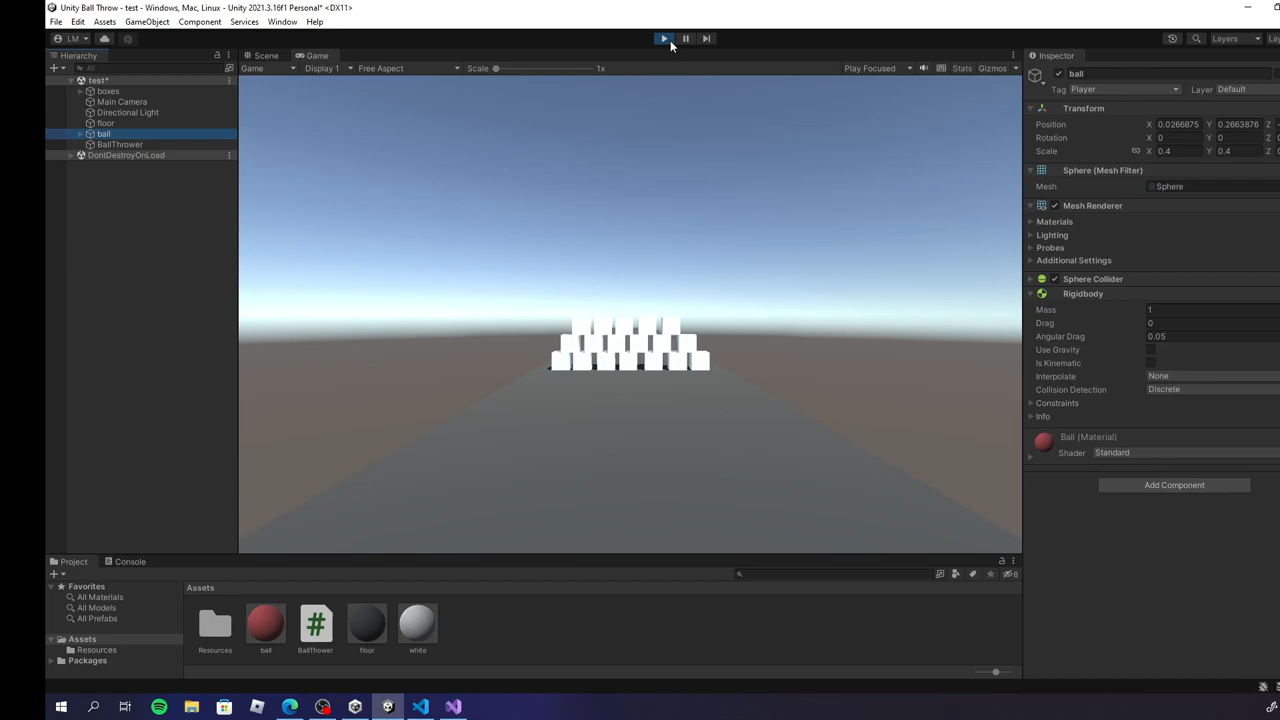 Unity Ball Throw - test - Windows, Mac, Linux - Unity 2021.3.16f1 Personal* <DX11>
File Edit Assets GameObject Component Services Window Help
LM
Layers
Hierarchy
Scene Game
Inspector
All
Game Display 1 Free Aspect Scale 1x Play Focused Stats Gizmos
ball
Tag Player Layer Default
test*
boxes
Main Camera
Directional Light
floor
ball
BallThrower
DontDestroyOnLoad
Transform
Position X 0.0266875 Y 0.2663876 Z
Rotation X 0 Y 0 Z
Scale X 0.4 Y 0.4 Z
Sphere (Mesh Filter)
Mesh Sphere
Mesh Renderer
Materials
Lighting
Probes
Additional Settings
Sphere Collider
Rigidbody
Mass 1
Drag 0
Angular Drag 0.05
Use Gravity
Is Kinematic
Interpolate None
Collision Detection Discrete
Constraints
Info
Ball (Material)
Shader Standard
Add Component
Project Console
8
Favorites
All Materials
All Models
All Prefabs
Assets
Resources
Packages
Assets
Resources ball BallThower floor white